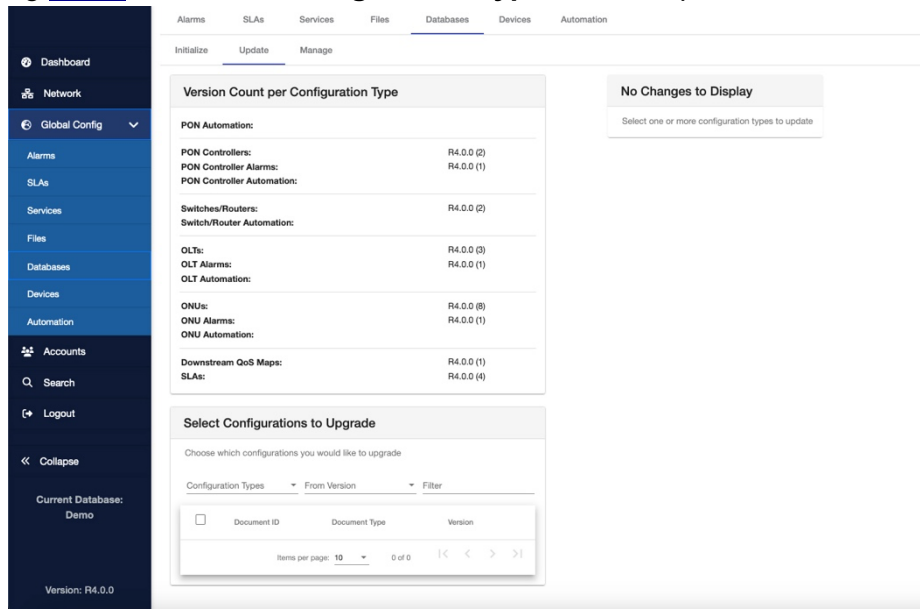 Alarms SLAs Services Files Databases Devices Automation
Initialize Update Manage
Dashboard
Network
Global Config
Alarms
SLAs
Services
Files
Databases
Devices
Automation
Accounts
Search
Logout
Collapse
Current Database:
Demo
Version: R4.0.0
Version Count per Configuration Type
PON Automation:
PON Controllers: R4.0.0 (2)
PON Controller Alarms: R4.0.0 (1)
PON Controller Automation:
Switches/Routers: R4.0.0 (2)
Switch/Router Automation:
OLTs: R4.0.0 (3)
OLT Alarms: R4.0.0 (1)
OLT Automation:
ONUs: R4.0.0 (8)
ONU Alarms: R4.0.0 (1)
ONU Automation:
Downstream QoS Maps: R4.0.0 (1)
SLAs: R4.0.0 (4)
Select Configurations to Upgrade
Choose which configurations you would like to upgrade
Configuration Types From Version Filter
Document ID Document Type Version
Items per page: 10 0 of 0
No Changes to Display
Select one or more configuration types to update